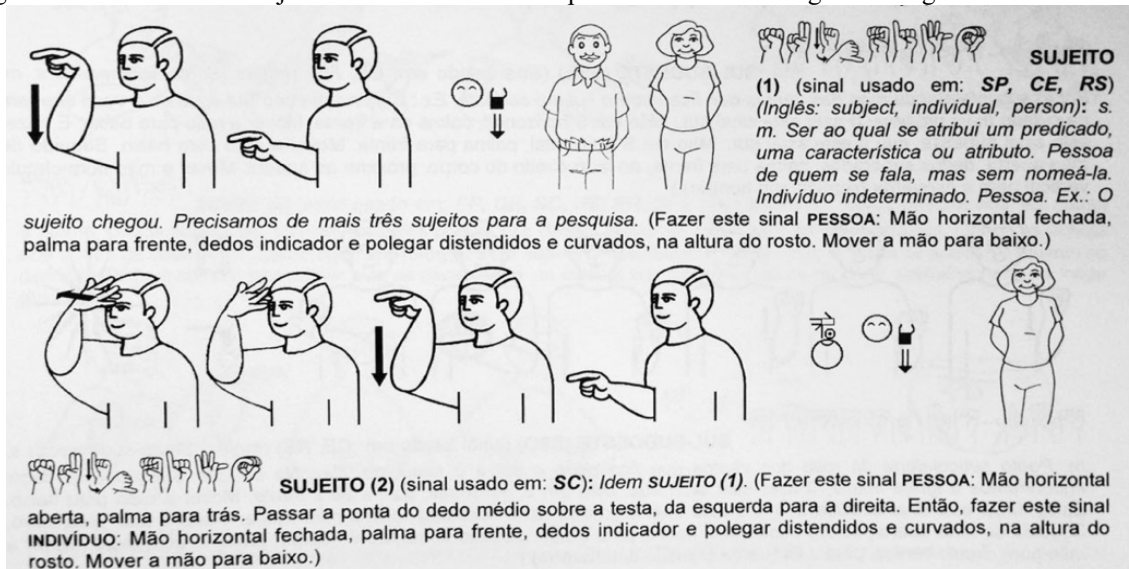 SUJEITO
(1) (sinal usado em: SP, CE, RS)
(Inglês: subject, individual, person): s.
m. Ser ao qual se atribui um predicado,
uma característica ou atributo. Pessoa
de quem se fala, mas sem nomeá-la.
Indivíduo indeterminado. Pessoa. Ex.: O
sujeito chegou. Precisamos de mais três sujeitos para a pesquisa. (Fazer este sinal PESSOA: Mão horizontal fechada,
palma para frente, dedos indicador e polegar distendidos e curvados, na altura do rosto. Mover a mão para baixo.)
SUJEITO (2) (sinal usado em: SC): Idem SUJEITO (1). (Fazer este sinal PESSOA: Mão horizontal
aberta, palma para trás. Passar a ponta do dedo médio sobre a testa, da esquerda para a direita. Então, fazer este sinal
INDIVÍDUO: Mão horizontal fechada, palma para frente, dedos indicador e polegar distendidos e curvados, na altura do
rosto. Mover a mão para baixo.)